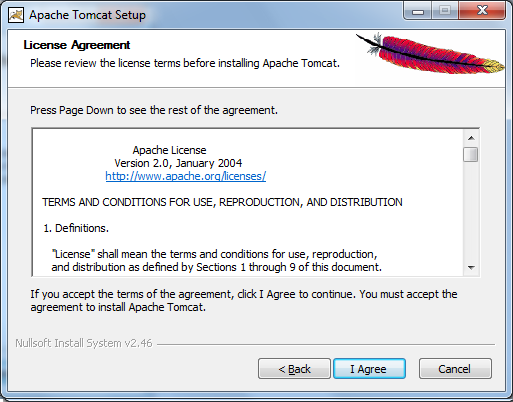 Apache Tomcat Setup
License Agreement
Please review the license terms before installing Apache Tomcat.
Press Page Down to see the rest of the agreement.
Apache License
Version 2.0, January 2004
http://www.apache.org/licenses/
TERMS AND CONDITIONS FOR USE, REPRODUCTION, AND DISTRIBUTION
1. Definitions.
"License" shall mean the terms and conditions for use, reproduction,
and distribution as defined by Sections 1 through 9 of this document.
If you accept the terms of the agreement, click I Agree to continue. You must accept the
agreement to install Apache Tomcat.
Nullsoft Install System v2.46
< Back
I Agree
Cancel